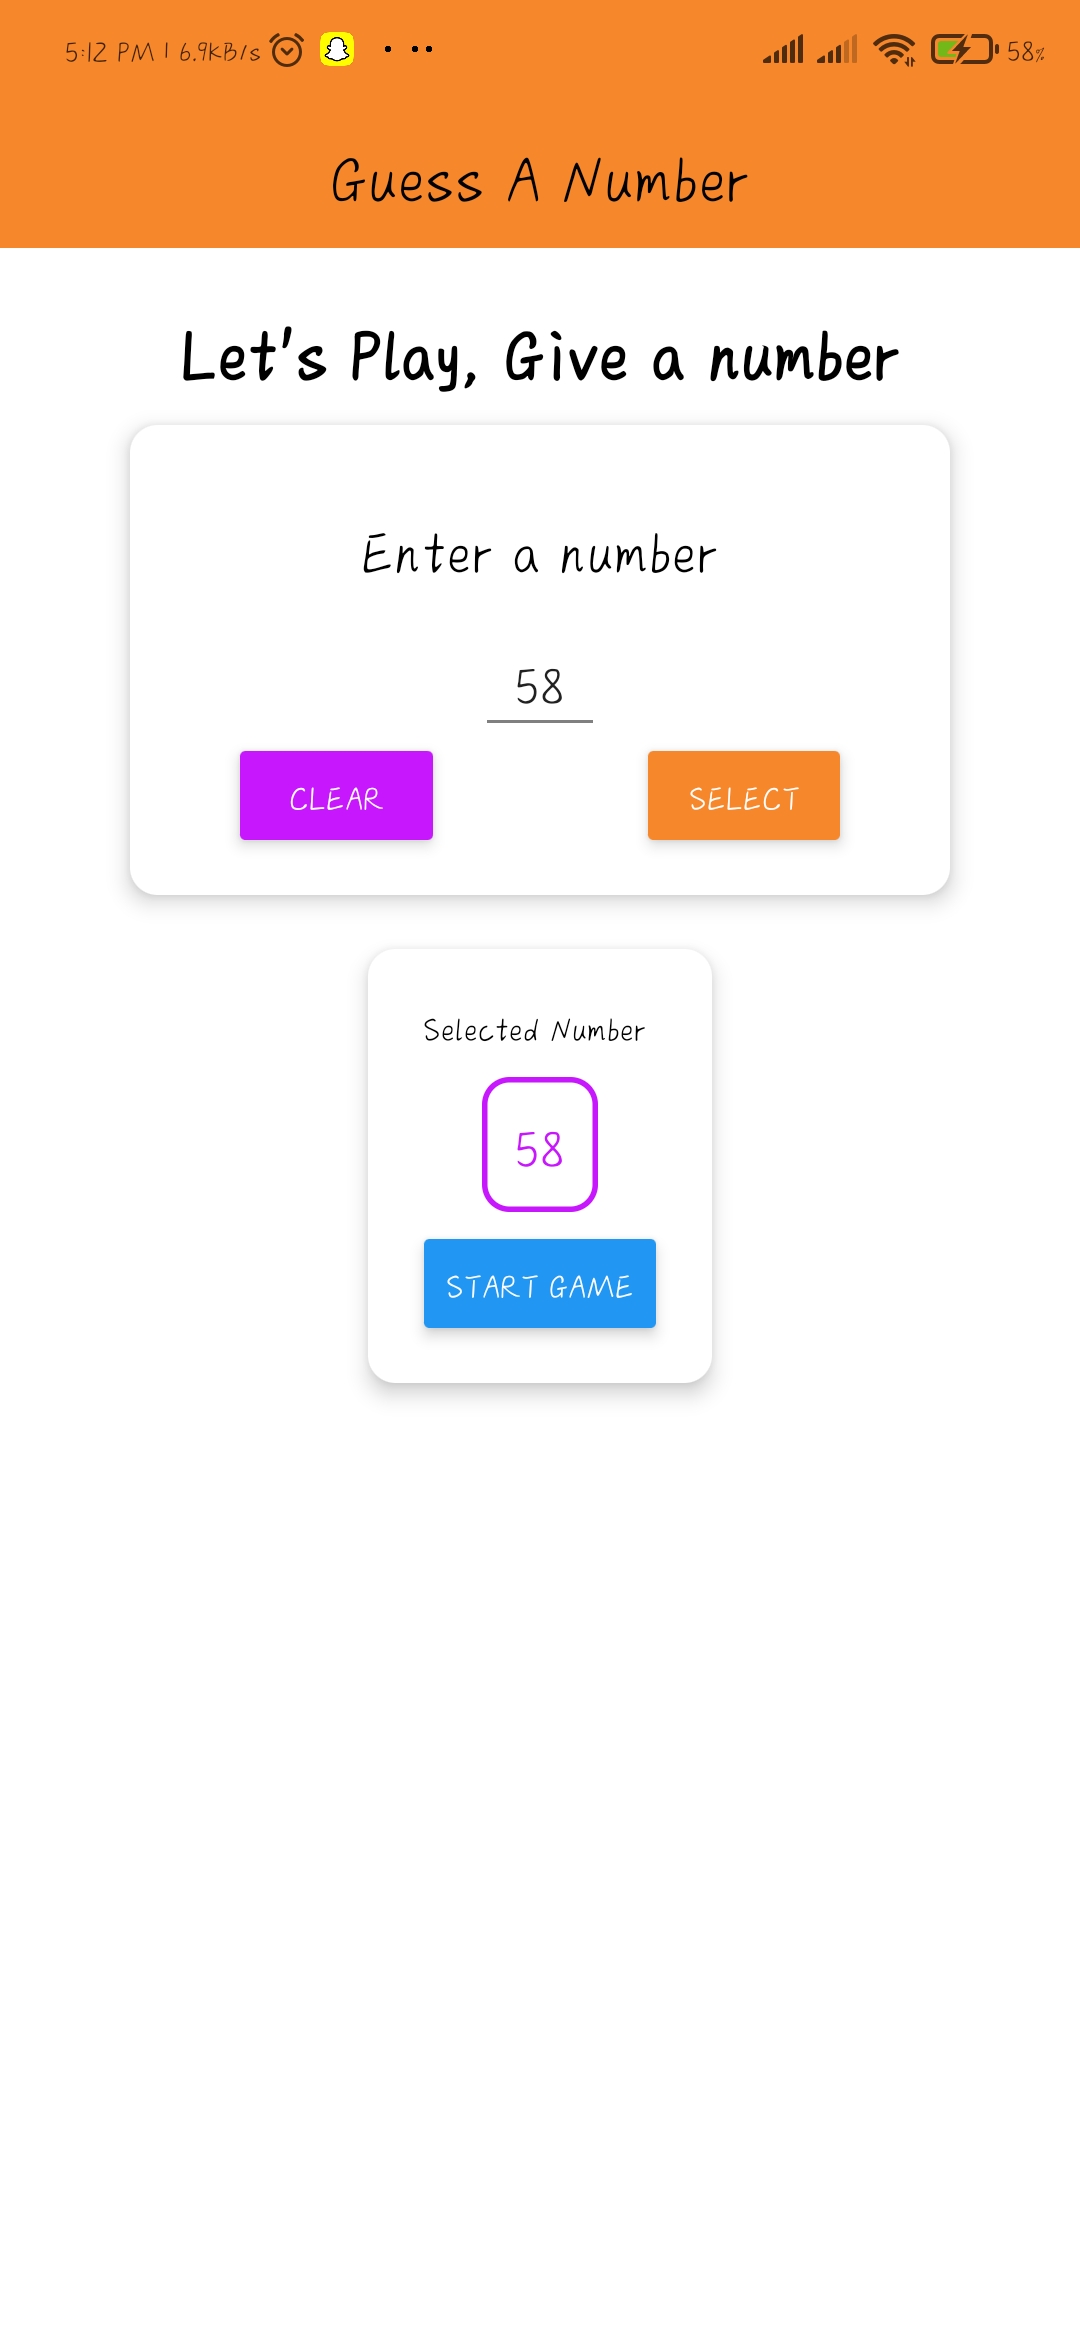 5:12 PM | 6.9KB/s 58%
Guess A Number
Let's Play, Give a number
Enter a number
58
CLEAR SELECT
Selected Number
58
START GAME